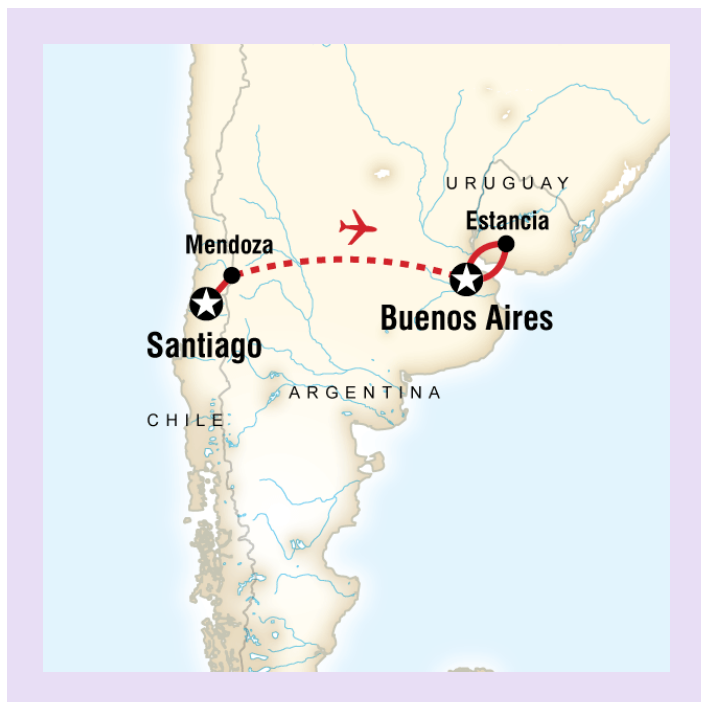 URUGUAY
Estancia
Mendoza
Buenos Aires
Santiago
ARGENTINA
CHILE